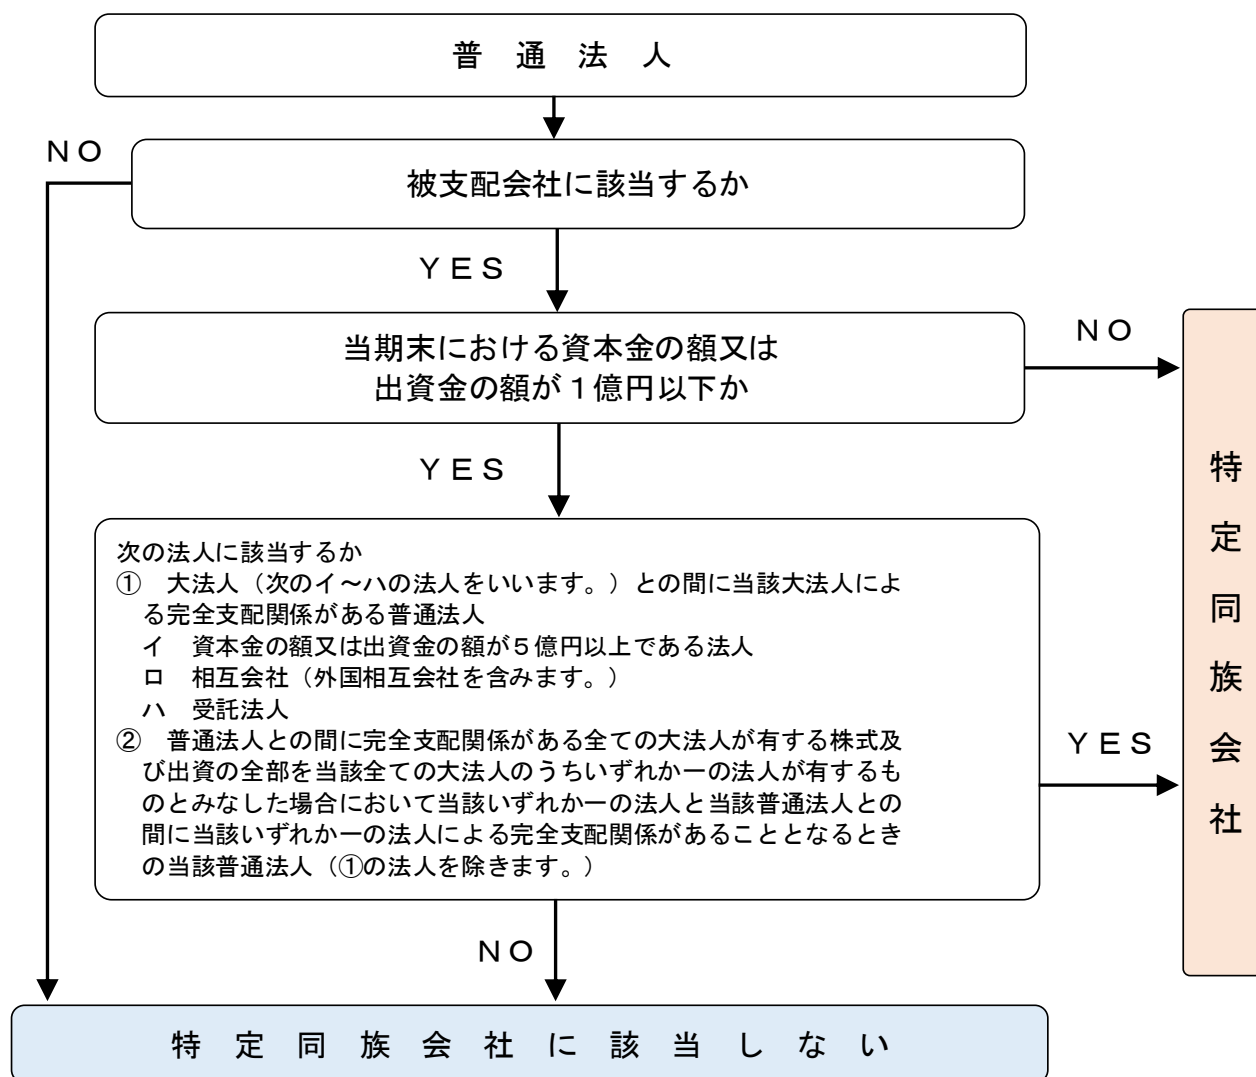 普通法人
NO
被支配会社に該当するか
YES
当期末における資本金の額又は
出資金の額が１億円以下か
NO
YES
次の法人に該当するか
①　大法人（次のイ～ハの法人をいいます。）との間に当該大法人によ
る完全支配関係がある普通法人
イ　資本金の額又は出資金の額が５億円以上である法人
ロ　相互会社（外国相互会社を含みます。）
ハ　受託法人
②　普通法人との間に完全支配関係がある全ての大法人が有する株式及
び出資の全部を当該全ての大法人のうちいずれか一の法人が有するも
のとみなした場合において当該いずれか一の法人と当該普通法人との
間に当該いずれか一の法人による完全支配関係があることとなるとき
の当該普通法人（①の法人を除きます。）
YES
特定同族会社
NO
特定同族会社に該当しない